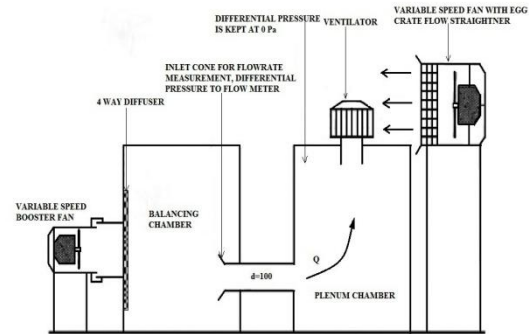 DIFFERENTIAL PRESSURE
IS KEPT AT 0 Pa
VENTILATOR
VARIABLE SPEED FAN WITH EGG
CRATE FLOW STRAIGHTNER
INLET CONE FOR FLOWRATE
MEASUREMENT, DIFFERENTIAL
PRESSURE TO FLOW METER
4 WAY DIFFUSER
VARIABLE SPEED
BOOSTER FAN
BALANCING
CHAMBER
d=100
Q
PLENUM CHAMBER